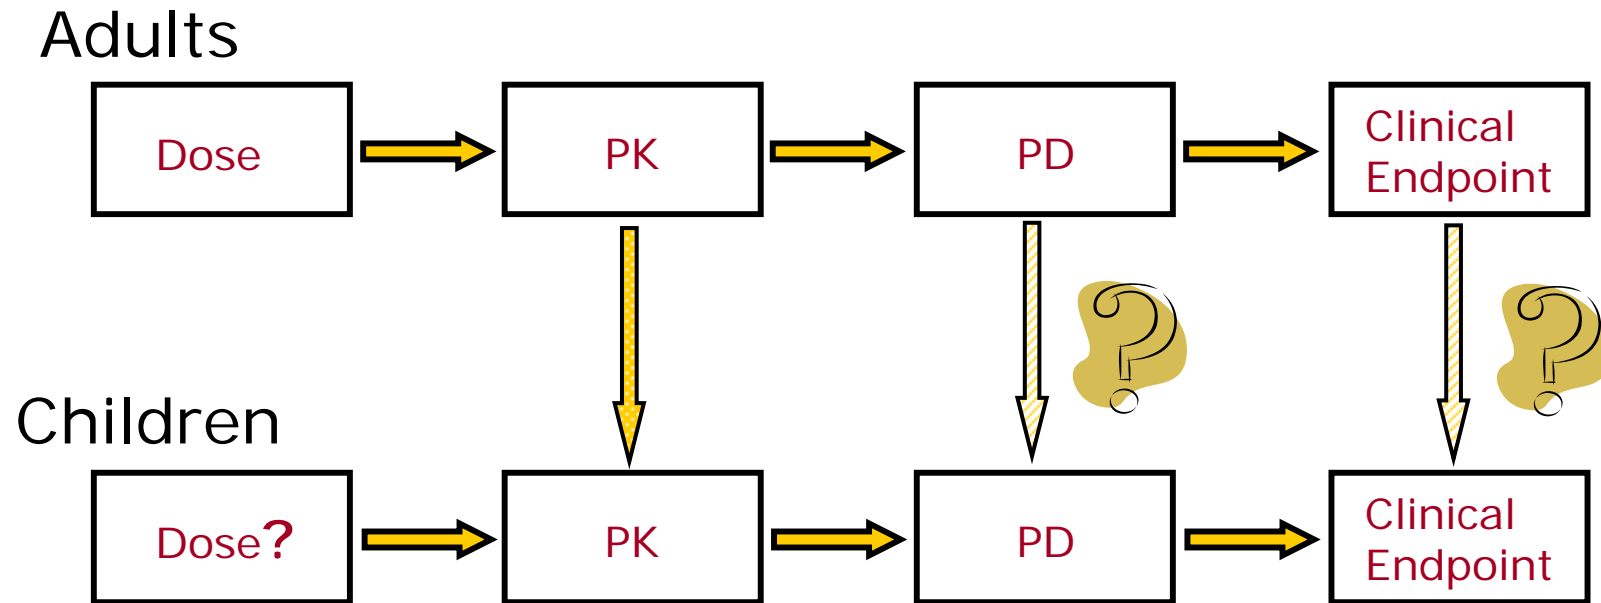 Adults
Dose
PK
PD
Clinical
Endpoint
?
?
Children
Dose?
PK
PD
Clinical
Endpoint